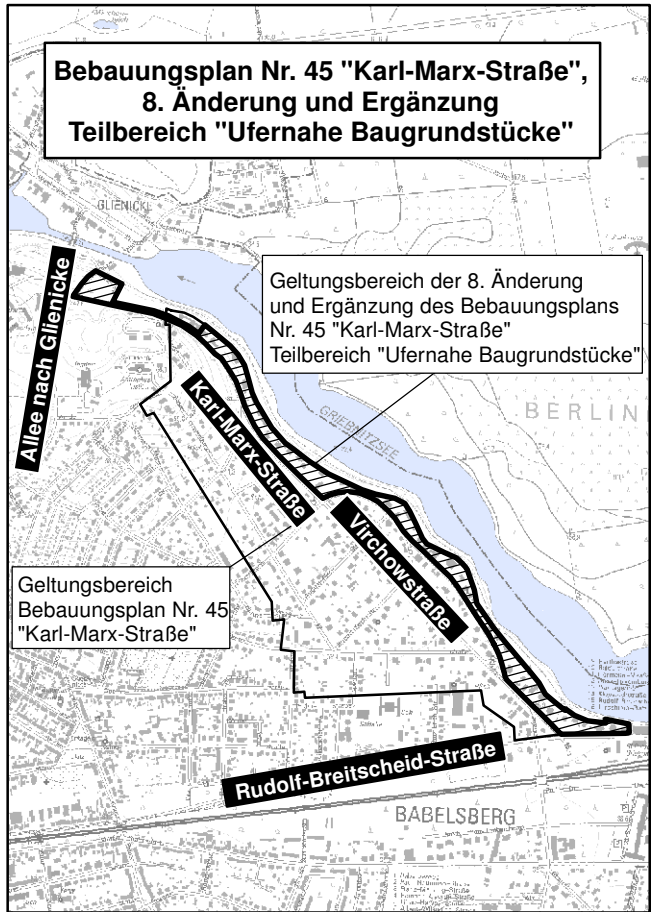 Bebauungsplan Nr. 45 "Karl-Marx-Straße",
8. Änderung und Ergänzung
Teilbereich "Ufernahe Baugrundstücke"
GLIENICKE
Geltungsbereich der 8. Änderung
und Ergänzung des Bebauungsplans
Nr. 45 "Karl-Marx-Straße"
Teilbereich "Ufernahe Baugrundstücke"
Allee nach Glienicke
Karl-Marx-Straße
GRIEBNITZSEE
BERLIN
Virchowstraße
Geltungsbereich
Bebauungsplan Nr. 45
"Karl-Marx-Straße"
Rudolf-Breitscheid-Straße
BABELSBERG